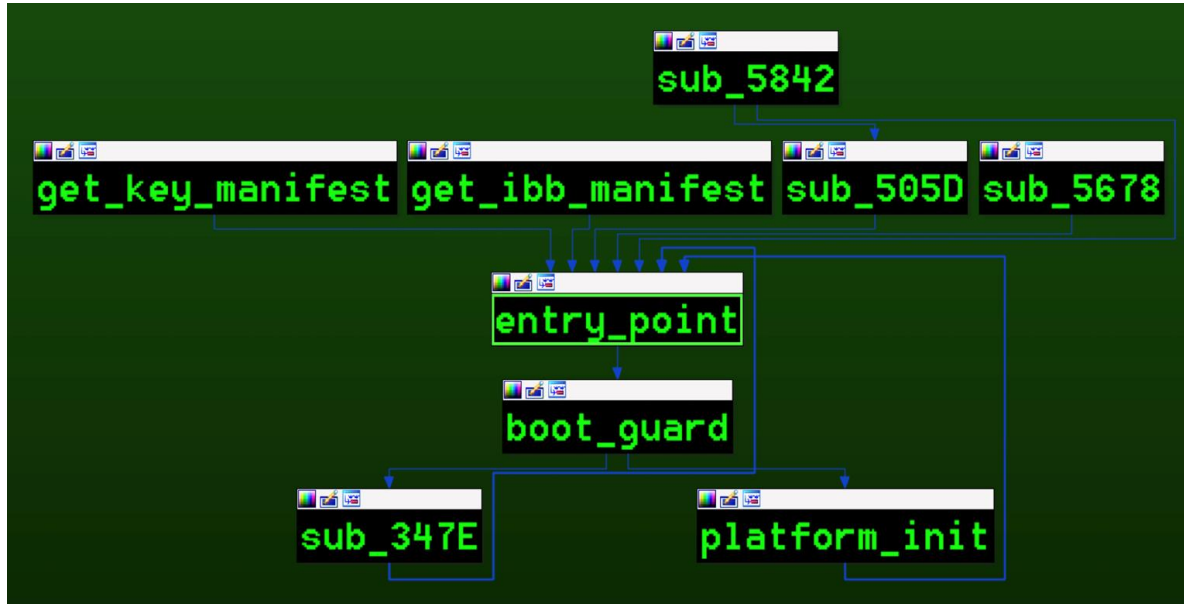 sub_5842
get_key_manifest
get_ibb_manifest
sub_505D
sub_5678
entry_point
boot_guard
sub_347E
platform_init